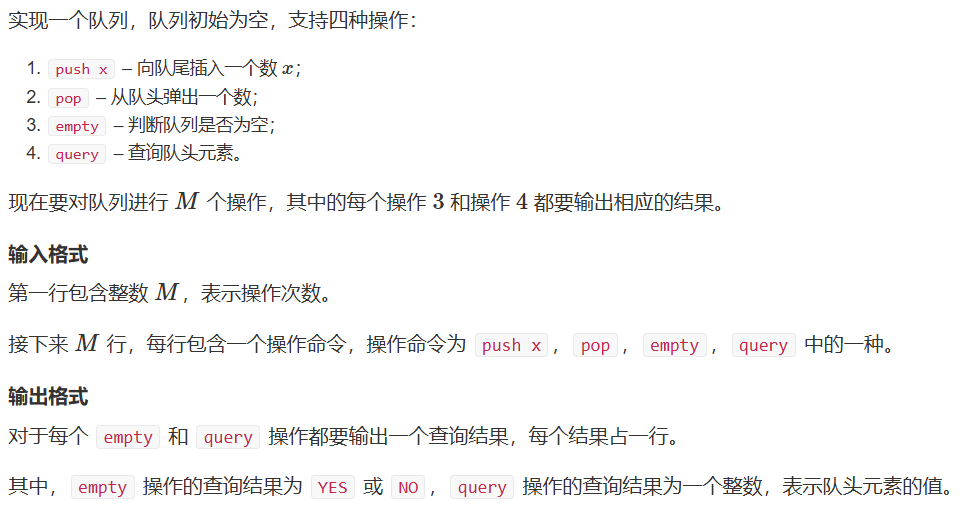 实现一个队列，队列初始为空，支持四种操作：
1. push x – 向队尾插入一个数 x；
2. pop – 从队头弹出一个数；
3. empty – 判断队列是否为空；
4. query – 查询队头元素。
现在要对队列进行 M 个操作，其中的每个操作 3 和操作 4 都要输出相应的结果。
输入格式
第一行包含整数 M，表示操作次数。
接下来 M 行，每行包含一个操作命令，操作命令为 push x，pop，empty，query 中的一种。
输出格式
对于每个 empty 和 query 操作都要输出一个查询结果，每个结果占一行。
其中，empty 操作的查询结果为 YES 或 NO，query 操作的查询结果为一个整数，表示队头元素的值。